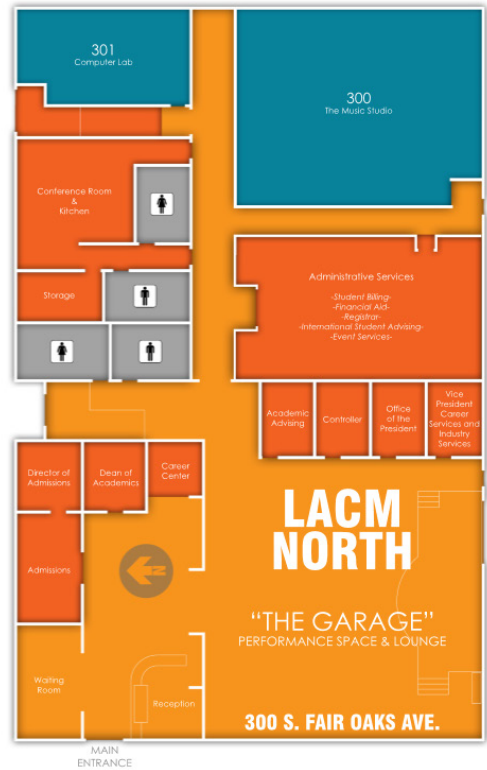 301
Computer Lab
300
The Music Studio
Conference Room
&
Kitchen
Administrative Services
-Student Billing-
-Financial Aid-
-Registrar-
-International Student Advising-
-Event Services-
Storage
Academic
Advising
Controller
Office
of the
President
Vice
President
Career
Services and
Industry
Services
Director of
Admissions
Dean of
Academics
Career
Center
LACM
NORTH
N
Admissions
"THE GARAGE"
PERFORMANCE SPACE & LOUNGE
Waiting
Room
Reception
300 S. FAIR OAKS AVE.
MAIN
ENTRANCE